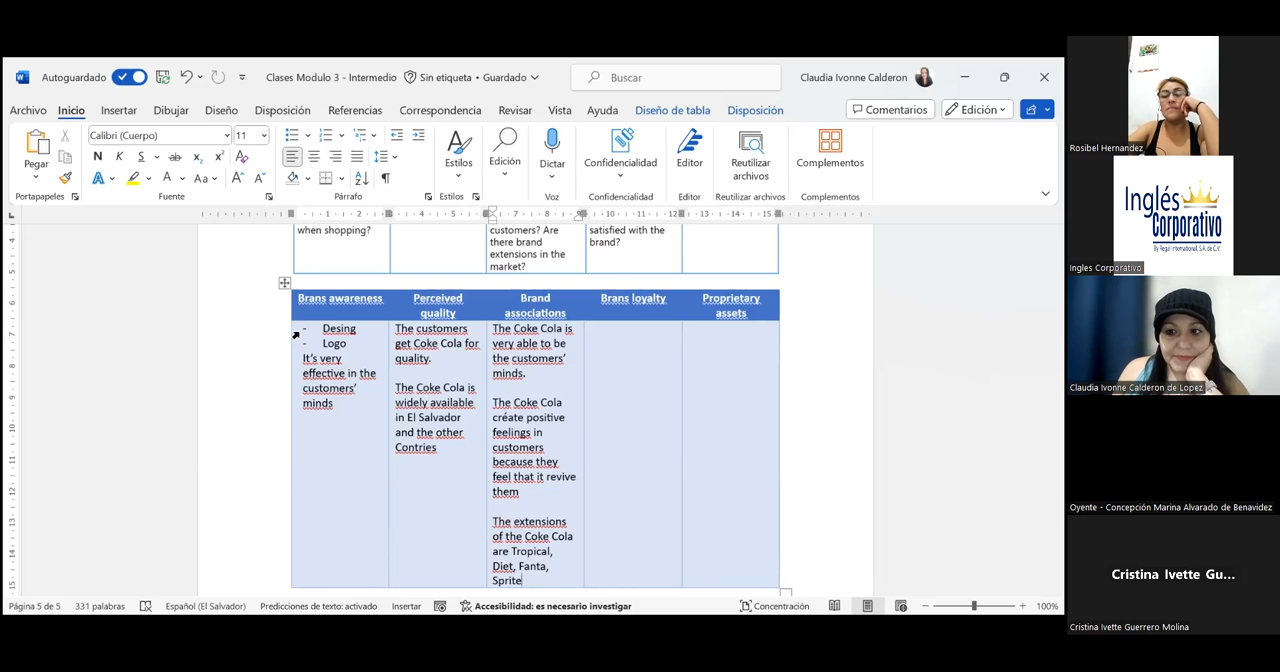 Autoguardado
Clases Modulo 3 - Intermedio
Sin etiqueta • Guardado
Buscar
Claudia Ivonne Calderon
Archivo
Inicio
Insertar
Dibujar
Diseño
Disposición
Referencias
Correspondencia
Revisar
Vista
Ayuda
Diseño de tabla
Disposición
Comentarios
Edición
Calibri (Cuerpo)
11
Pegar
Estilos
Edición
Dictar
Confidencialidad
Editor
Reutilizar
archivos
Complementos
Portapapeles
Fuente
Párrafo
Estilos
Voz
Confidencialidad
Editor
Reutilizar archivos
Complementos
when shopping?
customers? Are
there brand
extensions in the
market?
satisfied with the
brand?
Brans awareness
Perceived
quality
Brand
associations
Brans loyalty
Proprietary
assets
- Desing
- Logo
It's very
effective in the
customers'
minds
The customers
get Coke Cola for
quality.
The Coke Cola is
widely available
in El Salvador
and the other
Contries
The Coke Cola is
very able to be
the customers'
minds.
The Coke Cola
créate positive
feelings in
customers
because they
feel that it revive
them
The extensions
of the Coke Cola
are Tropical,
Diet, Fanta,
Sprite
Página 5 de 5
331 palabras
Español (El Salvador)
Predicciones de texto: activado
Insertar
Accesibilidad: es necesario investigar
Concentración
100%
Rosibel Hernandez
Inglés
Corporativo
By Regal International, S.A. de C.V.
Ingles Corporativo
Claudia Ivonne Calderon de Lopez
Oyente - Concepción Marina Alvarado de Benavidez
Cristina Ivette Gu...
Cristina Ivette Guerrero Molina